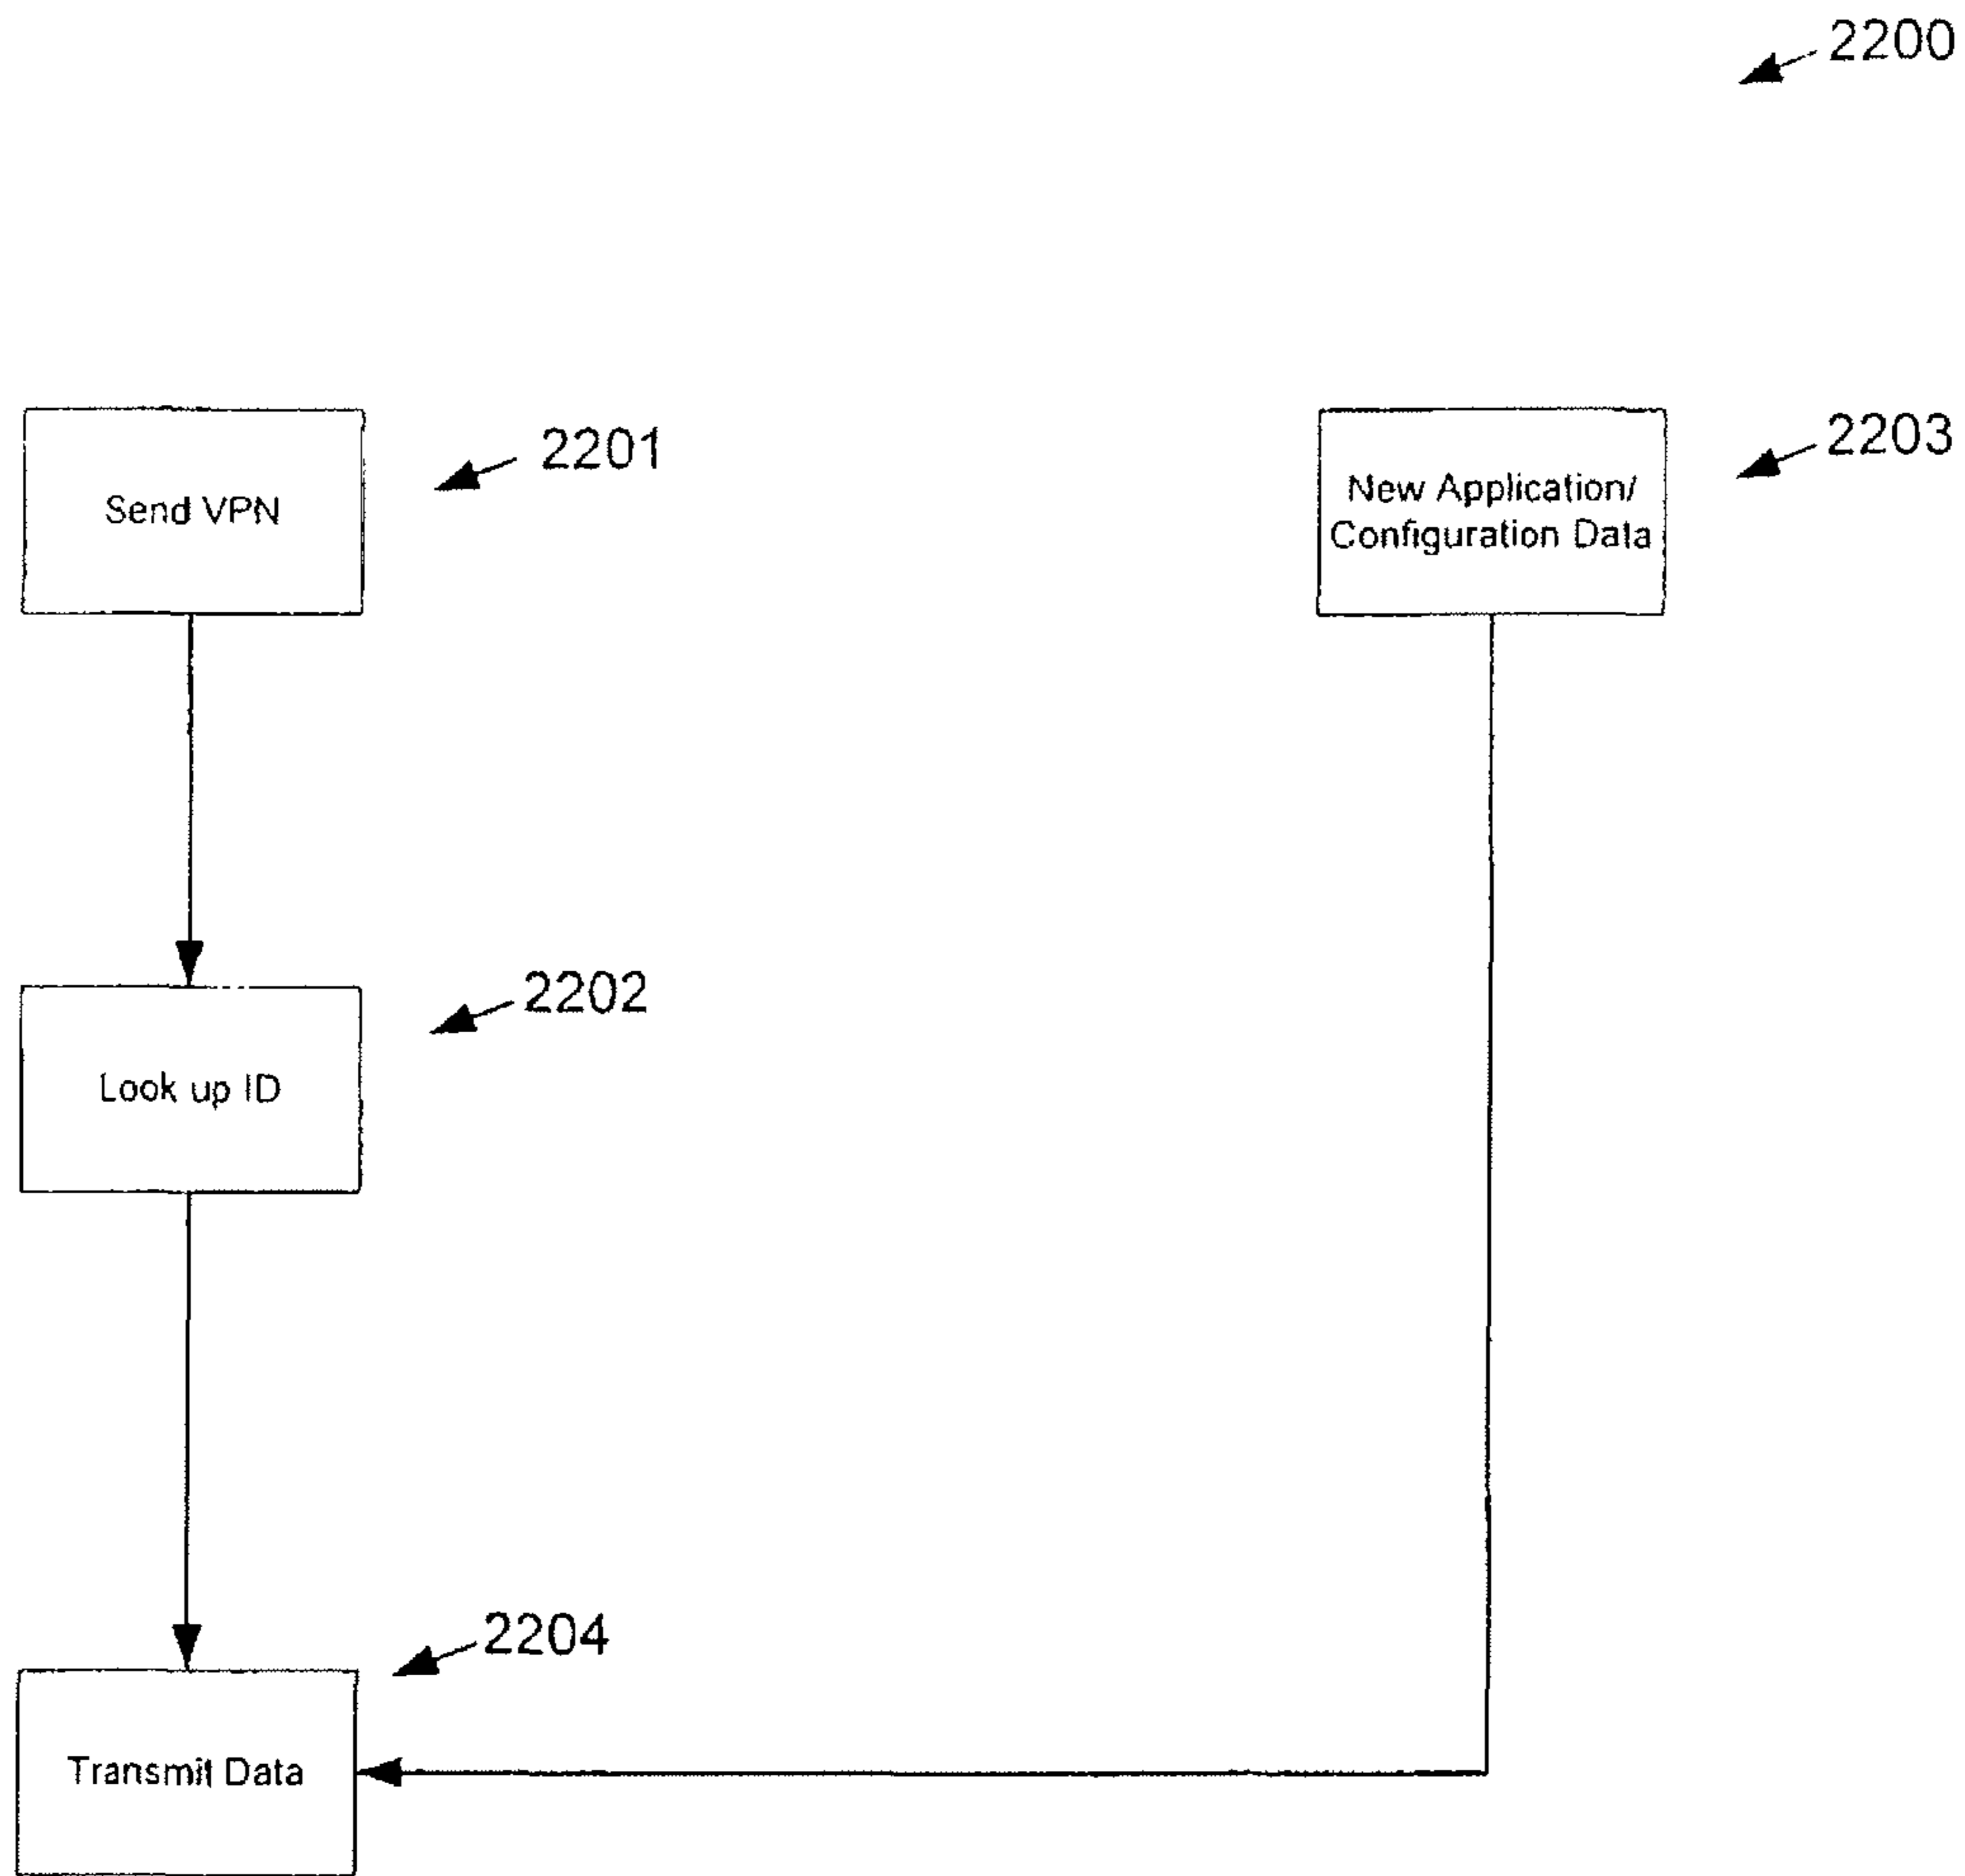 2200
2201
Send VPN
2203
New Application/
Configuration Data
2202
Look up ID
2204
Transmit Data